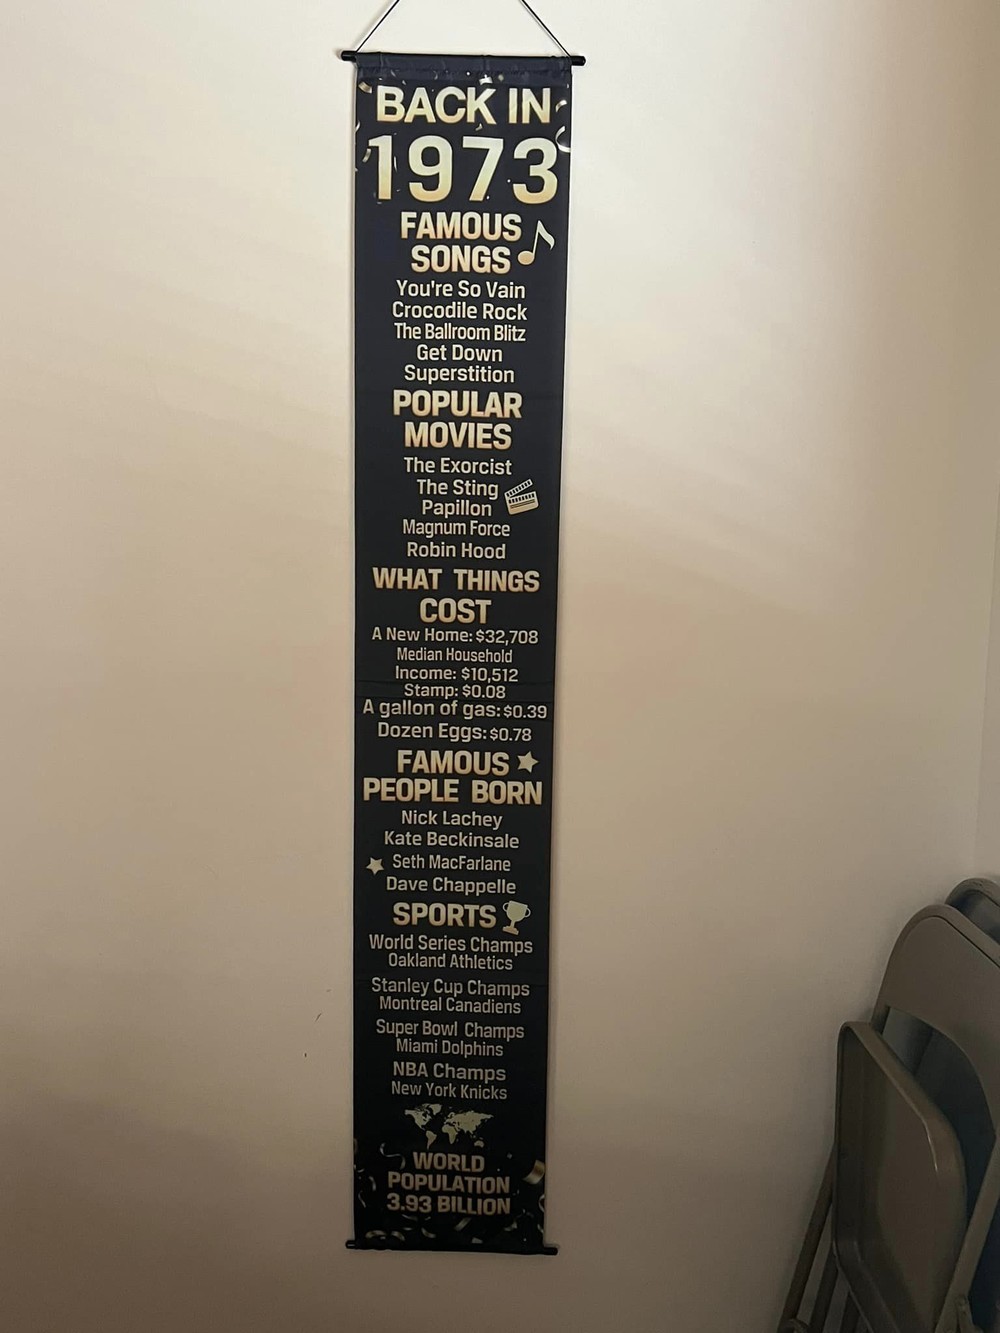 BACK IN
1973
FAMOUS
SONGS
You're So Vain
Crocodile Rock
The Ballroom Blitz
Get Down
Superstition
POPULAR
MOVIES
The Exorcist
The Sting
Papillon
Magnum Force
Robin Hood
WHAT THINGS
COST
A New Home: $32,708
Median Household
Income: $10,512
Stamp: $0.08
A gallon of gas: $0.39
Dozen Eggs: $0.78
FAMOUS
PEOPLE BORN
Nick Lachey
Kate Beckinsale
Seth MacFarlane
Dave Chappelle
SPORTS
World Series Champs
Oakland Athletics
Stanley Cup Champs
Montreal Canadiens
Super Bowl Champs
Miami Dolphins
NBA Champs
New York Knicks
WORLD
POPULATION
3.93 BILLION